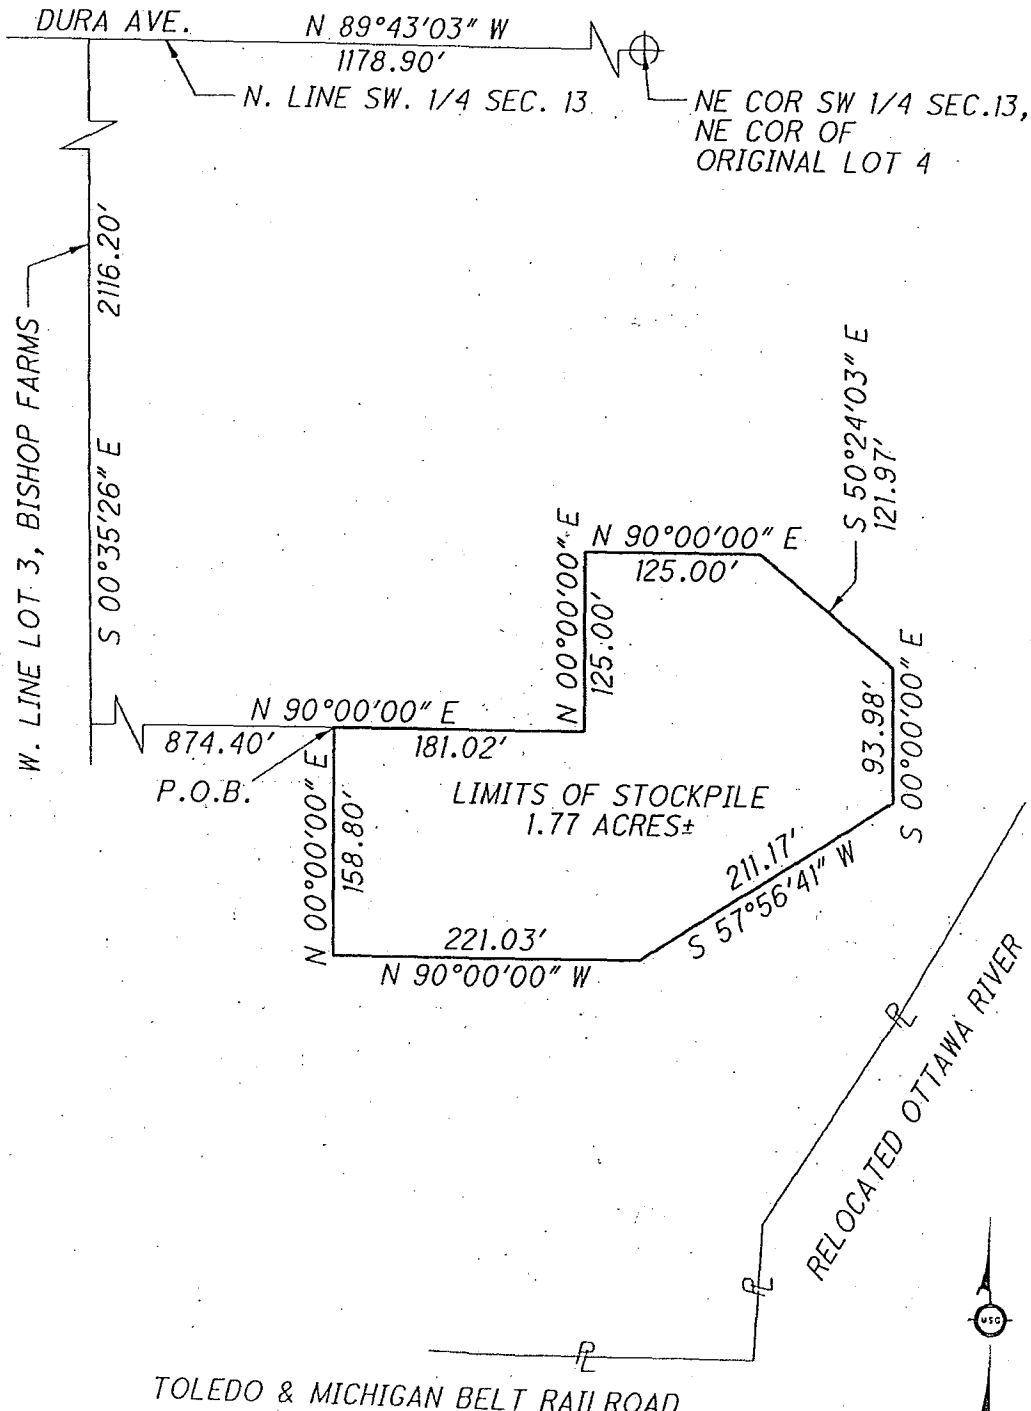 DURA AVE.
N 89°43'03" W
1178.90'
N. LINE SW. 1/4 SEC. 13
NE COR SW 1/4 SEC.13,
NE COR OF
ORIGINAL LOT 4
W. LINE LOT 3, BISHOP FARMS
S 00°35'26" E
2116.20'
S 50°24'03" E
121.97'
N 90°00'00" E
125.00'
N 00°00'00" E
125.00'
S 00°00'00" E
93.98'
N 90°00'00" E
874.40'
181.02'
P.O.B.
LIMITS OF STOCKPILE
1.77 ACRES±
N 00°00'00" E
158.80'
211.17'
S 57°56'41" W
221.03'
N 90°00'00" W
PL
RELOCATED OTTAWA RIVER
PL
MSG
PL
TOLEDO & MICHIGAN BELT RAILROAD